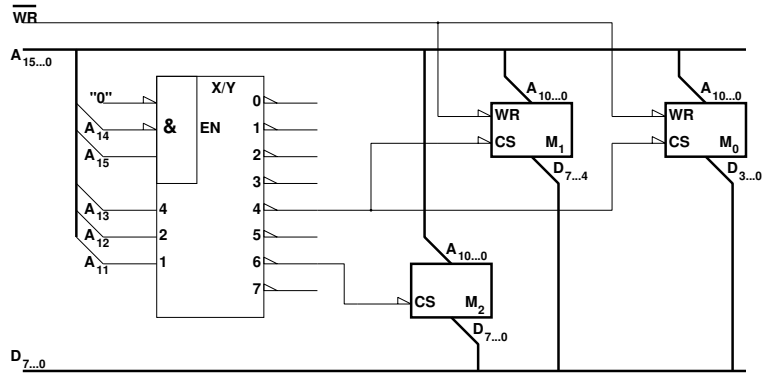 WR
A15...0
"0"
X/Y
0
A14
&
EN
1
A15
2
3
A13
4
4
A12
2
5
A11
1
6
7
A10...0
WR
CS
M1
D7...4
A10...0
WR
CS
M0
D3...0
A10...0
CS
M2
D7...0
D7...0